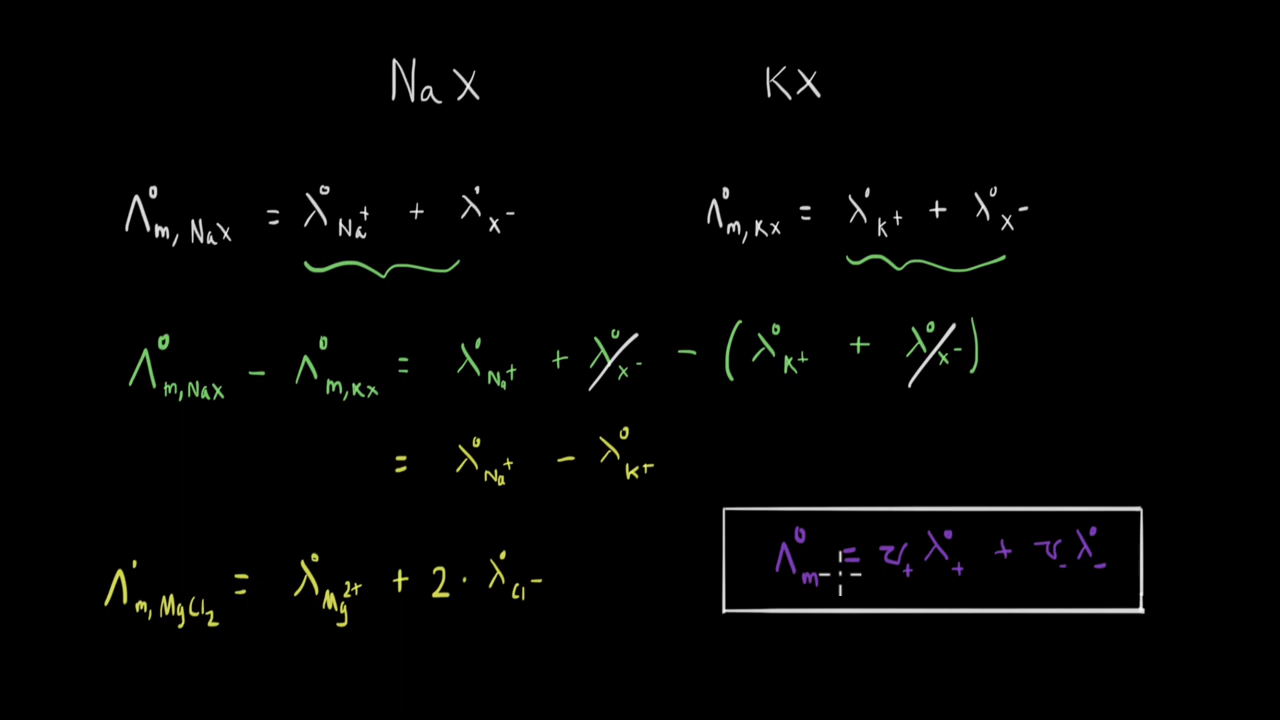 NaX KX
Λ°m, NaX = λ°Na⁺ + λ°X⁻ Λ°m, KX = λ°K⁺ + λ°X⁻
Λ°m, NaX − Λ°m, KX = λ°Na⁺ + λ°X⁻ − (λ°K⁺ + λ°X⁻)
= λ°Na⁺ − λ°K⁺
Λ°m, MgCl₂ = λ°Mg²⁺ + 2 · λ°Cl⁻
Λ°m = ν₊ λ°₊ + ν₋ λ°₋